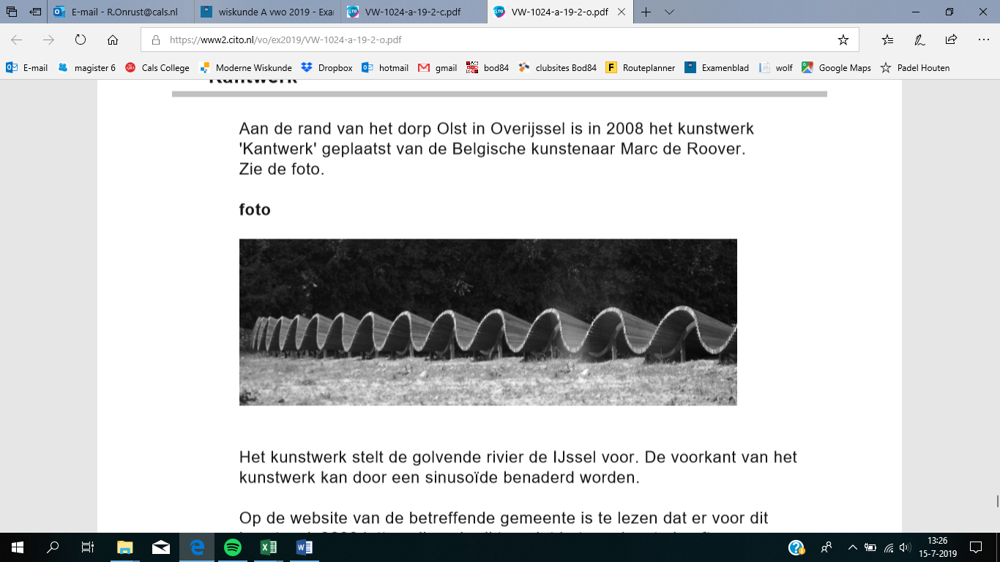 E-mail - R.Onrust@cals.nl
wiskunde A vwo 2019 - Exar
VW-1024-a-19-2-c.pdf
VW-1024-a-19-2-o.pdf
https://www2.cito.nl/vo/ex2019/VW-1024-a-19-2-o.pdf
E-mail magister 6 Cals College Moderne Wiskunde Dropbox hotmail gmail bod84 clubsites Bod84 Routeplanner Examenblad wolf Google Maps Padel Houten
Kantwerk
Aan de rand van het dorp Olst in Overijssel is in 2008 het kunstwerk
'Kantwerk' geplaatst van de Belgische kunstenaar Marc de Roover.
Zie de foto.
foto
Het kunstwerk stelt de golvende rivier de IJssel voor. De voorkant van het
kunstwerk kan door een sinusoïde benaderd worden.
Op de website van de betreffende gemeente is te lezen dat er voor dit
13:26
15-7-2019